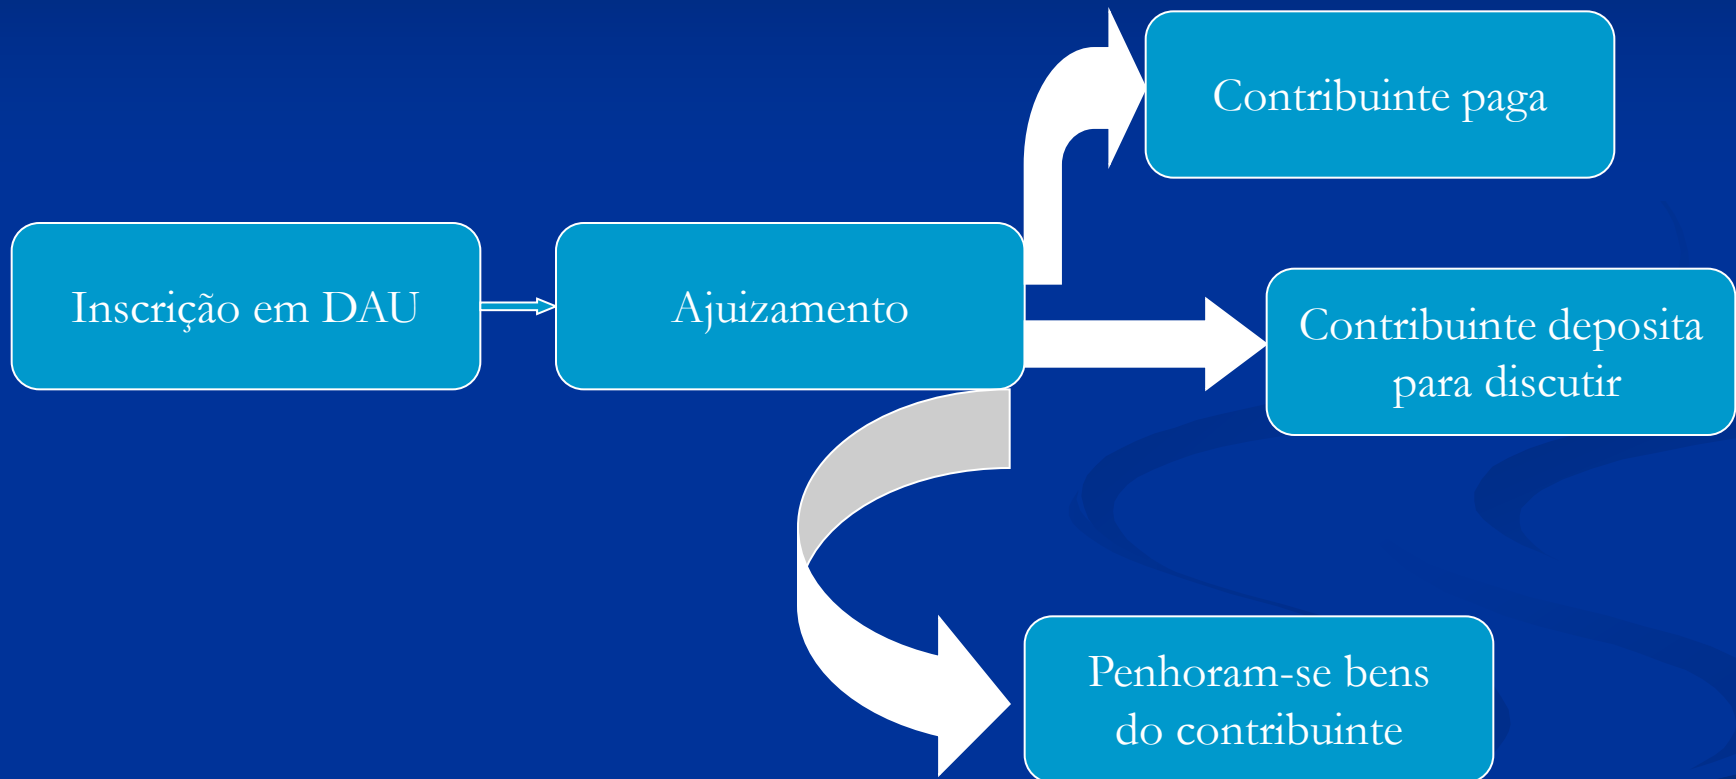 Contribuinte paga
Inscrição em DAU
Ajuizamento
Contribuinte deposita
para discutir
Penhoram-se bens
do contribuinte